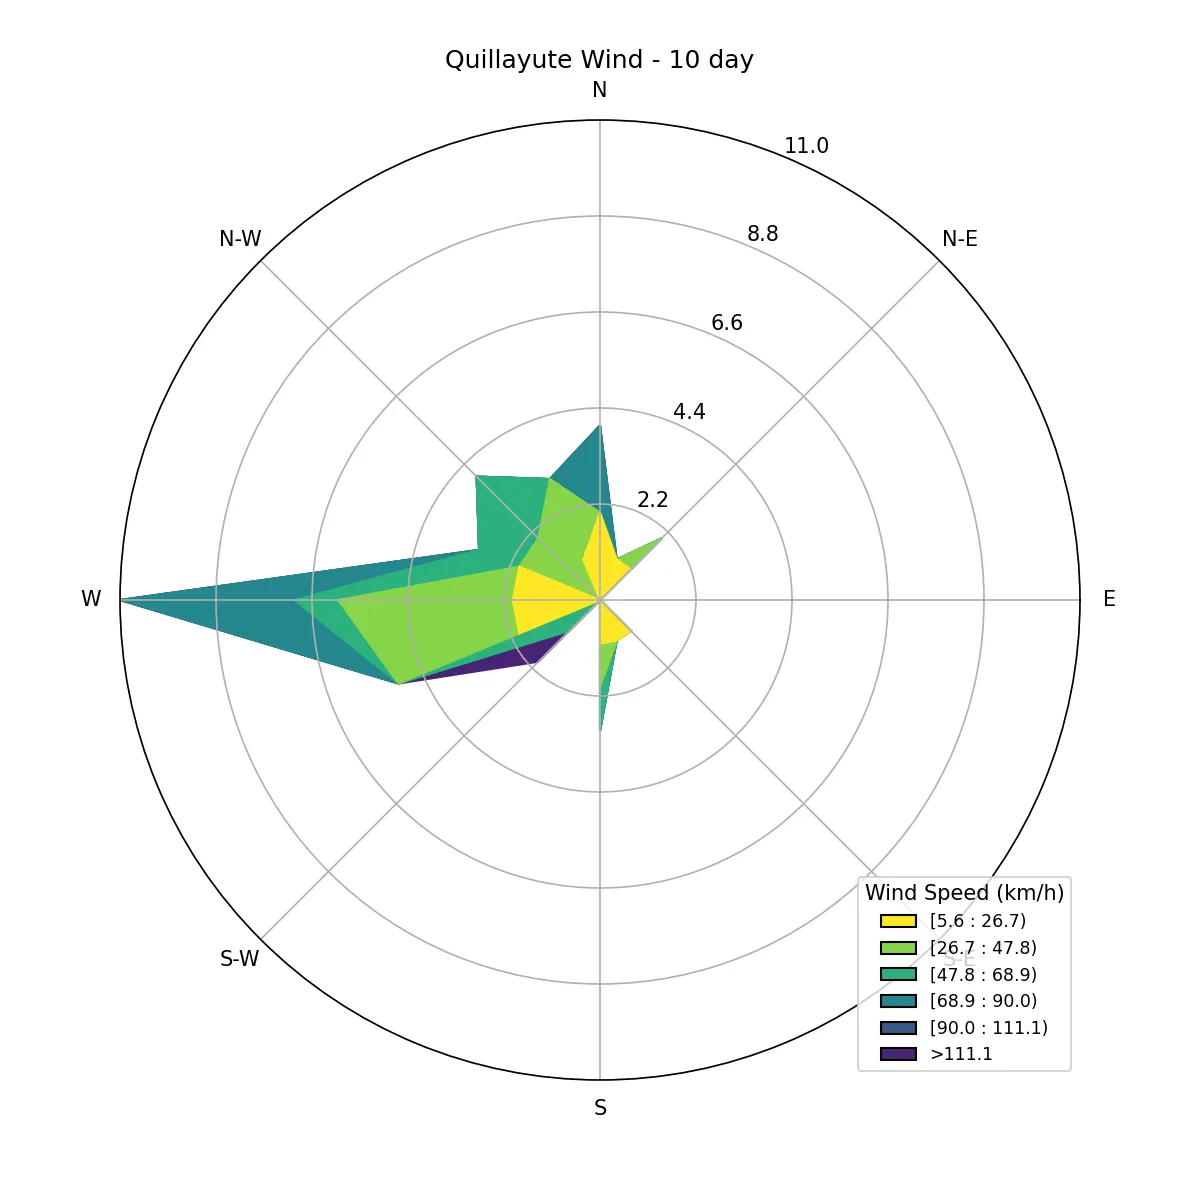 Quillayute Wind - 10 day
N
11.0
8.8
N-W
N-E
6.6
4.4
2.2
W
E
Wind Speed (km/h)
[5.6 : 26.7)
[26.7 : 47.8)
S-W
S-E
[47.8 : 68.9)
[68.9 : 90.0)
[90.0 : 111.1)
>111.1
S